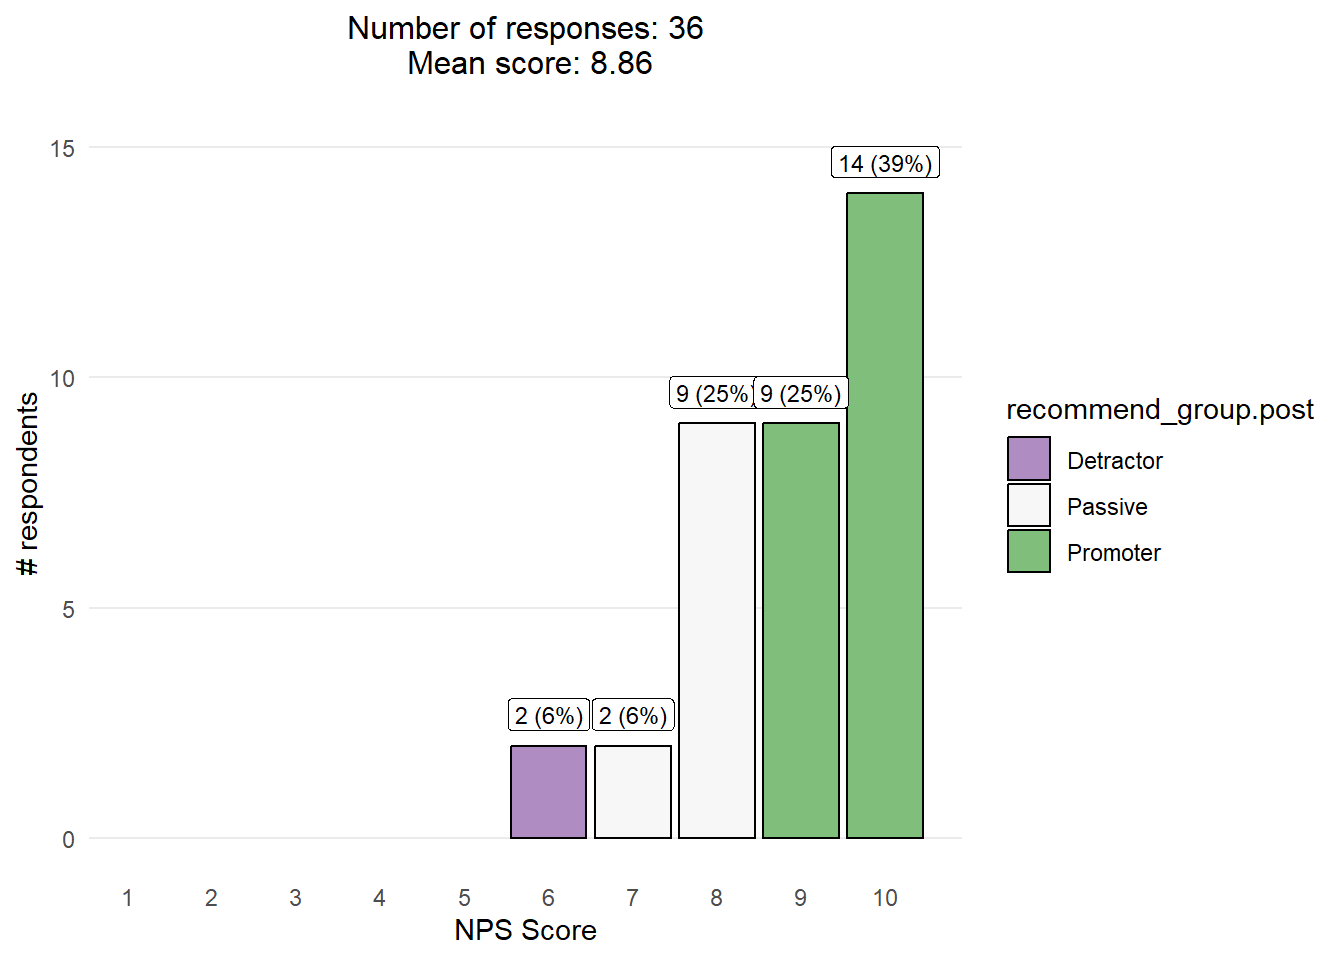 Number of responses: 36
Mean score: 8.86
15
14 (39%)
10
9 (25%)
9 (25%)
# respondents
recommend_group.post
Detractor
Passive
Promoter
5
2 (6%)
2 (6%)
0
1 2 3 4 5 6 7 8 9 10
NPS Score